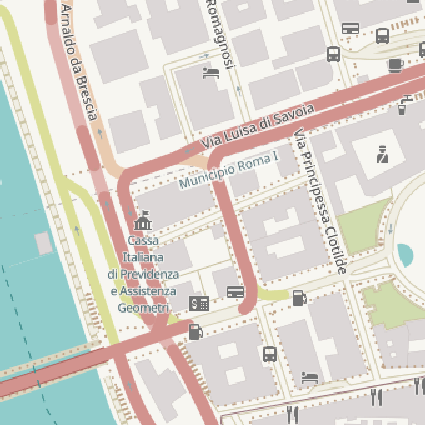 Arnaldo da Brescia
Romagnosi
Via Luisa di Savoia
Municipio Roma I
Via Principessa Clotilde
Cassa
Italiana
di Previdenza
e Assistenza
Geometri